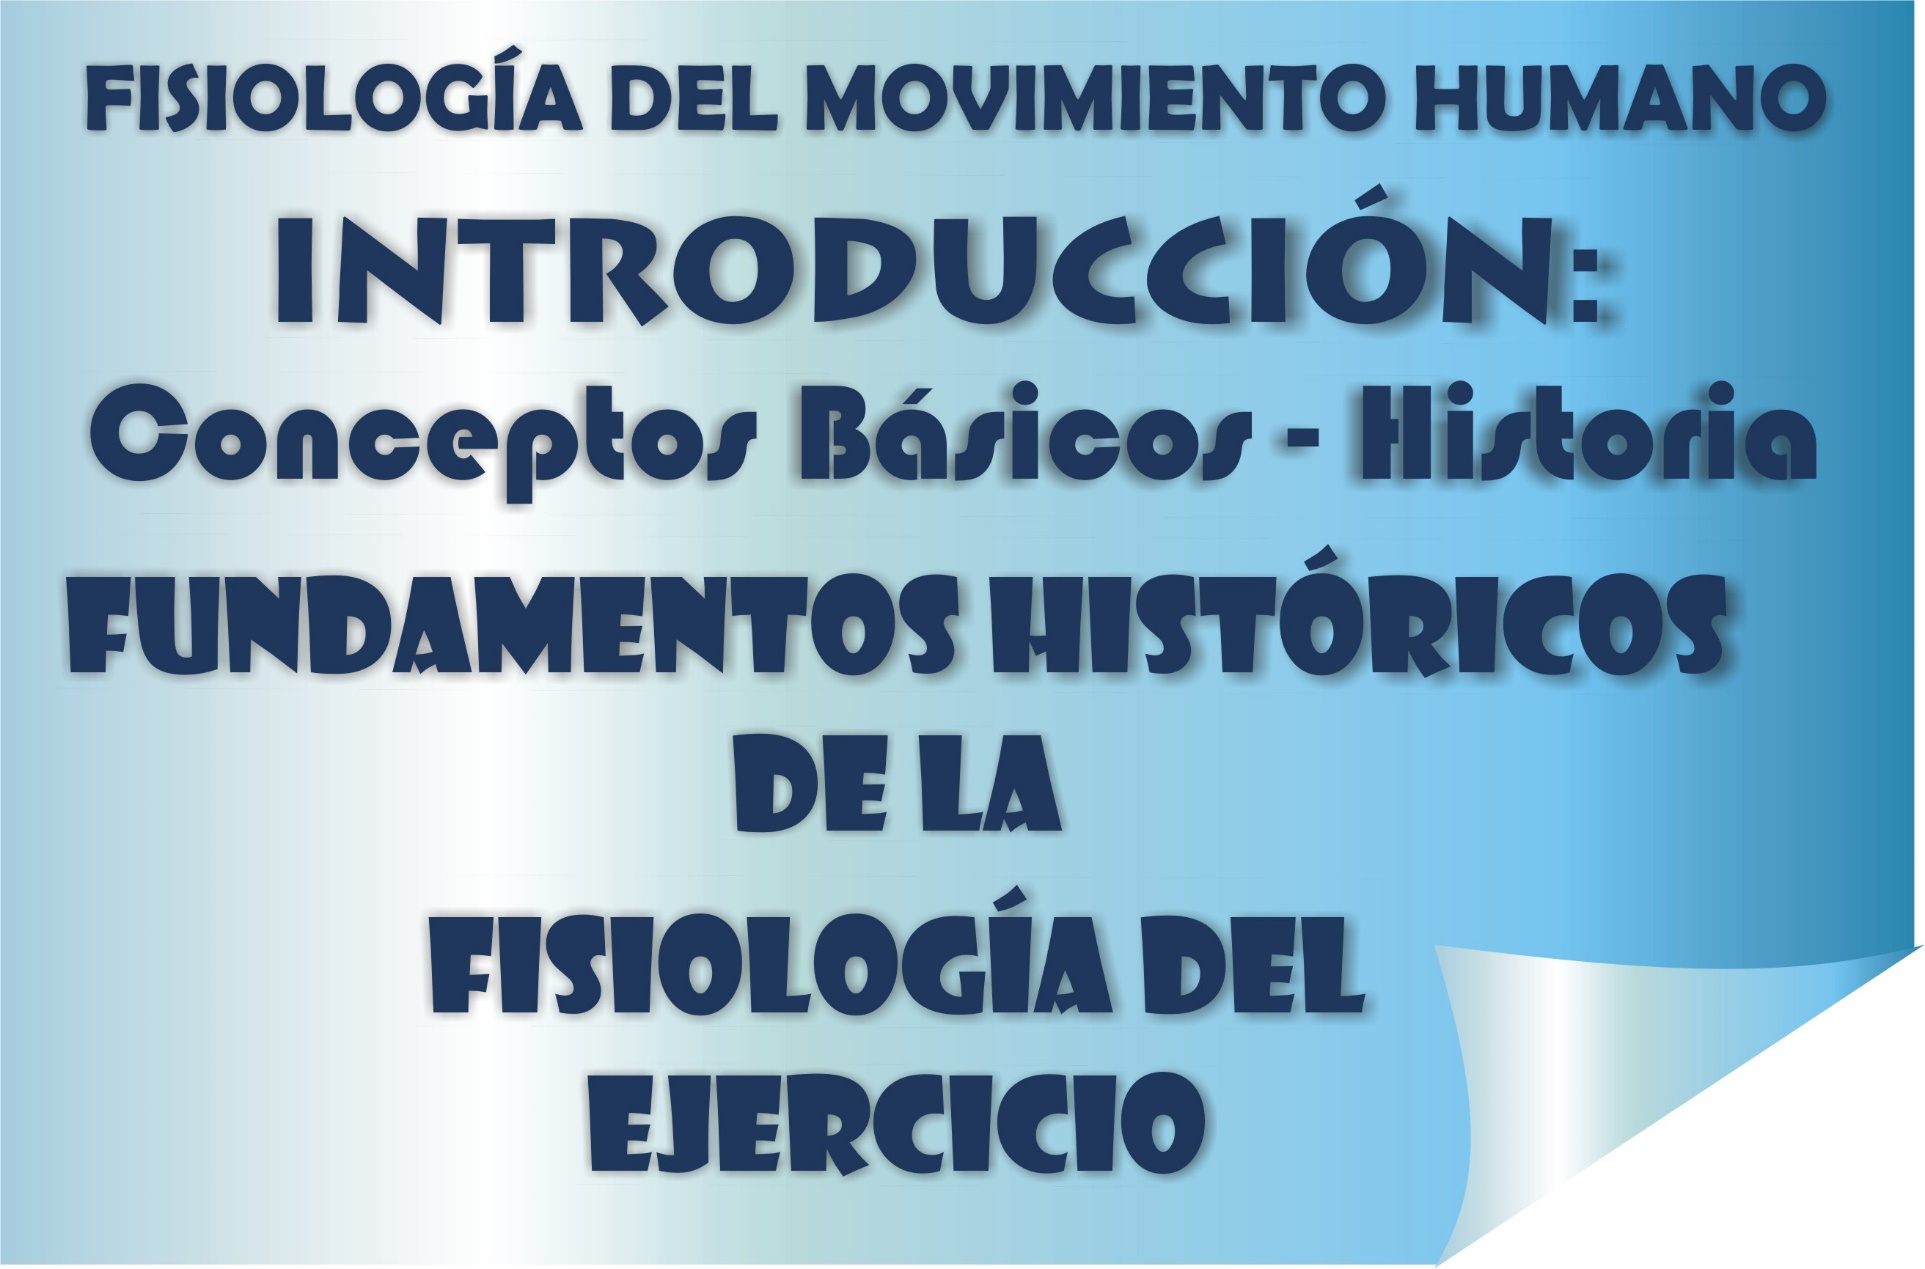 FISIOLOGÍA DEL MOVIMIENTO HUMANO
INTRODUCCIÓN:
Conceptos Básicos - Historia
FUNDAMENTOS HISTÓRICOS
DE LA
FISIOLOGÍA DEL
EJERCICIO